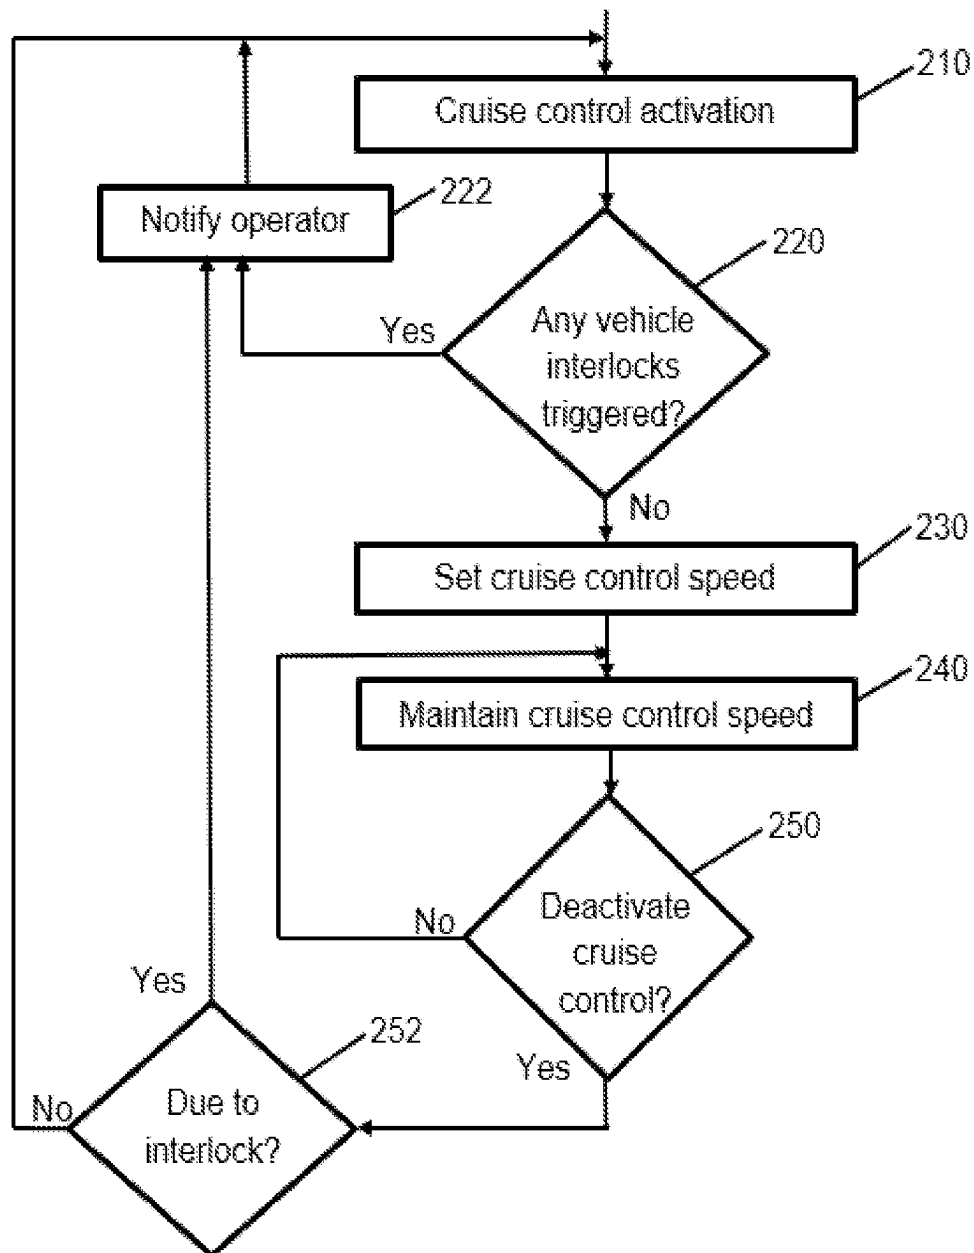 210
Cruise control activation
222
Notify operator
220
Any vehicle
interlocks
triggered?
Yes
No
230
Set cruise control speed
240
Maintain cruise control speed
250
Deactivate
cruise
control?
No
Yes
252
Due to
interlock?
Yes
No